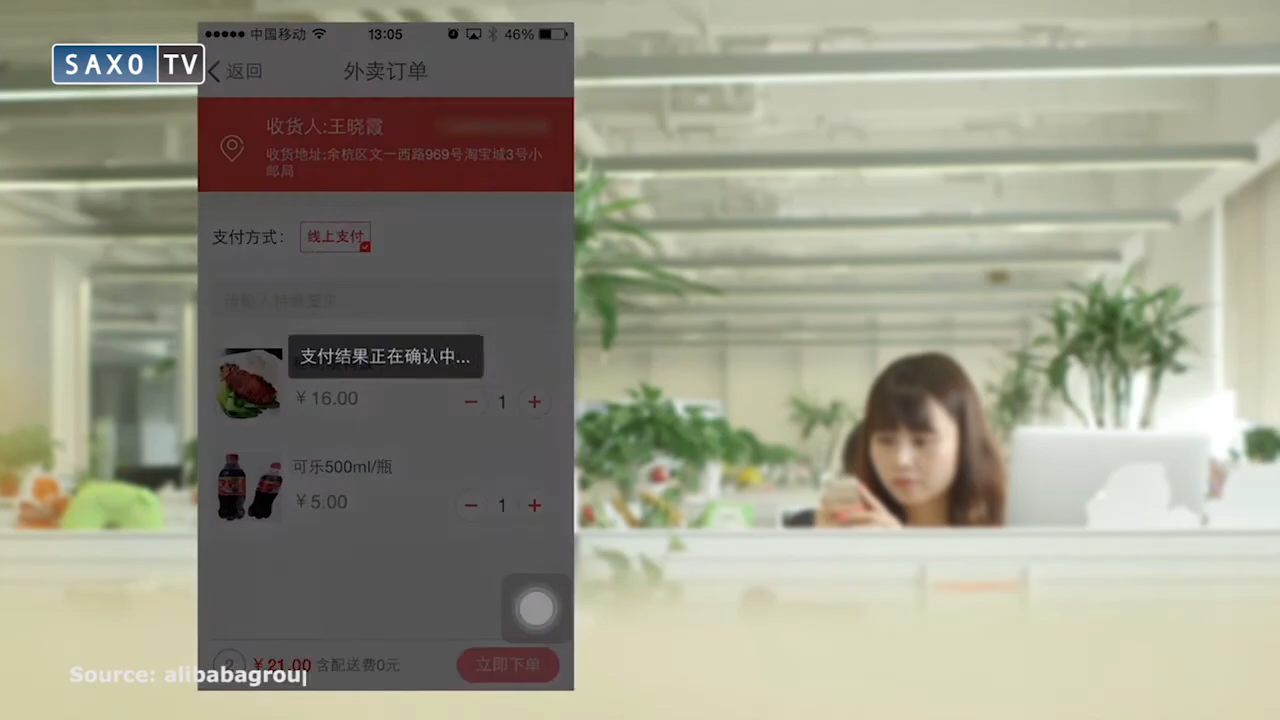 SAXO TV
中国移动 13:05 46%
返回 外卖订单
收货人:王晓霞
收货地址:余杭区文一西路969号淘宝城3号小
邮局
支付方式: 线上支付
支付结果正在确认中...
¥16.00 1
可乐500ml/瓶
¥5.00 1
2 ¥21.00 含配送费0元 立即下单
Source: alibabagrou